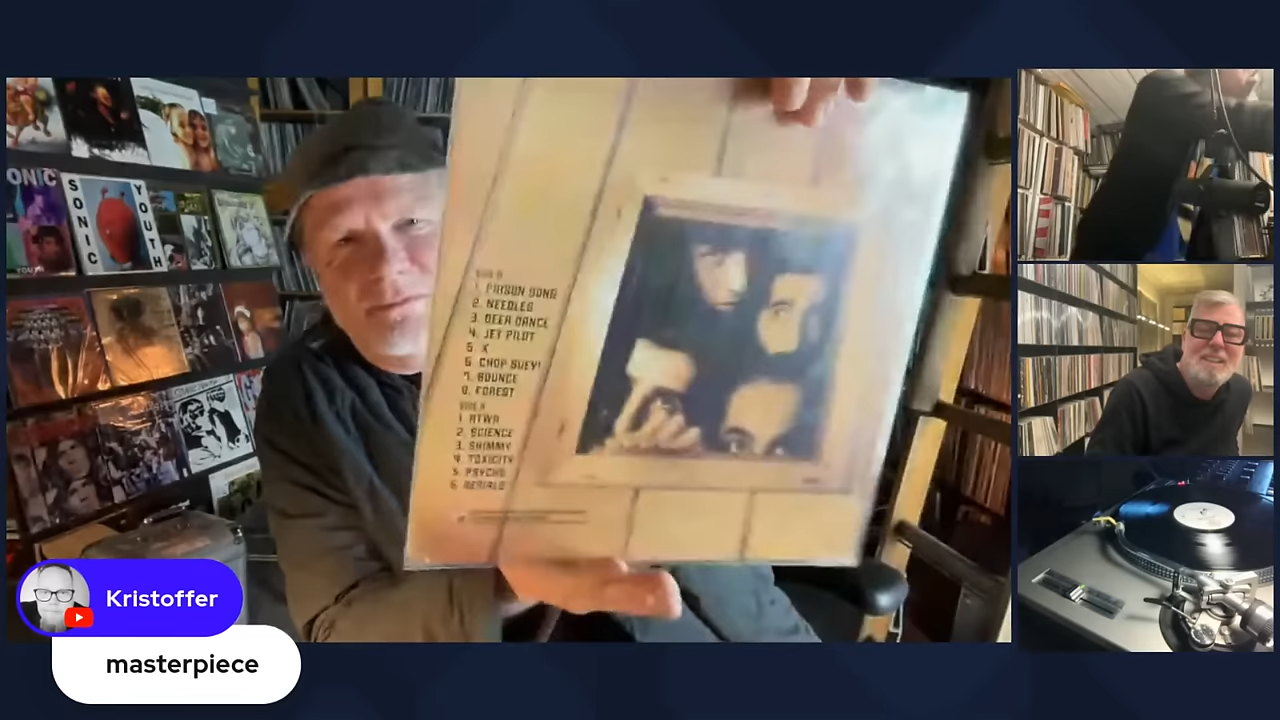 SONIC
YOUTH
SIDE A
1. PRISON SONG
2. NEEDLES
3. DEER DANCE
4. JET PILOT
5. X
6. CHOP SUEY!
7. BOUNCE
8. FOREST
1. ATWA
2. SCIENCE
3. SHIMMY
4. TOXICITY
5. PSYCHO
6. AERIALS
Kristoffer
masterpiece